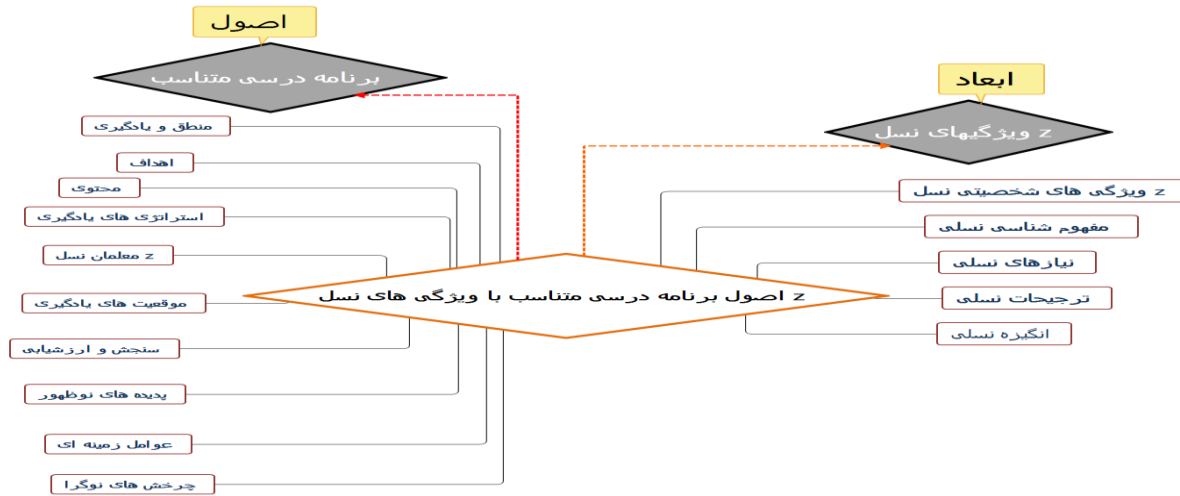 اصول
برنامه درسی متناسب
ابعاد
ویژگیهای نسل z
منطق و یادگیری
اهداف
محتوی
استراتژی های یادگیری
معلمان نسل z
موقعیت های یادگیری
سنجش و ارزشیابی
پدیده های نوظهور
عوامل زمینه ای
چرخش های نوگرا
اصول برنامه درسی متناسب با ویژگی های نسل z
ویژگی های شخصیتی نسل z
مفهوم شناسی نسلی
نیازهای نسلی
ترجیحات نسلی
انگیزه نسلی